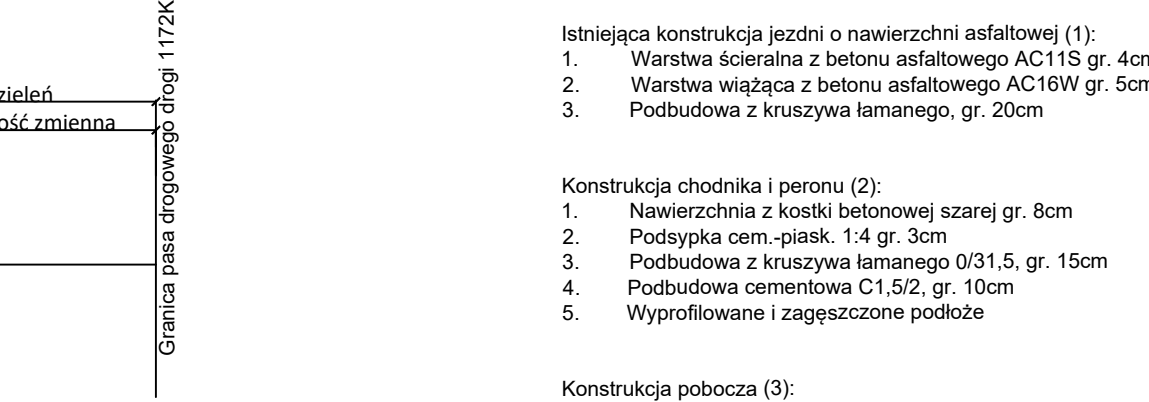 zieleń
ość zmienna
Granica pasa drogowego drogi 1172K
Istniejąca konstrukcja jezdni o nawierzchni asfaltowej (1):
1. Warstwa ścieralna z betonu asfaltowego AC11S gr. 4cm
2. Warstwa wiążąca z betonu asfaltowego AC16W gr. 5cm
3. Podbudowa z kruszywa łamanego, gr. 20cm
Konstrukcja chodnika i peronu (2):
1. Nawierzchnia z kostki betonowej szarej gr. 8cm
2. Podsypka cem.-piask. 1:4 gr. 3cm
3. Podbudowa z kruszywa łamanego 0/31,5, gr. 15cm
4. Podbudowa cementowa C1,5/2, gr. 10cm
5. Wyprofilowane i zagęszczone podłoże
Konstrukcja pobocza (3):